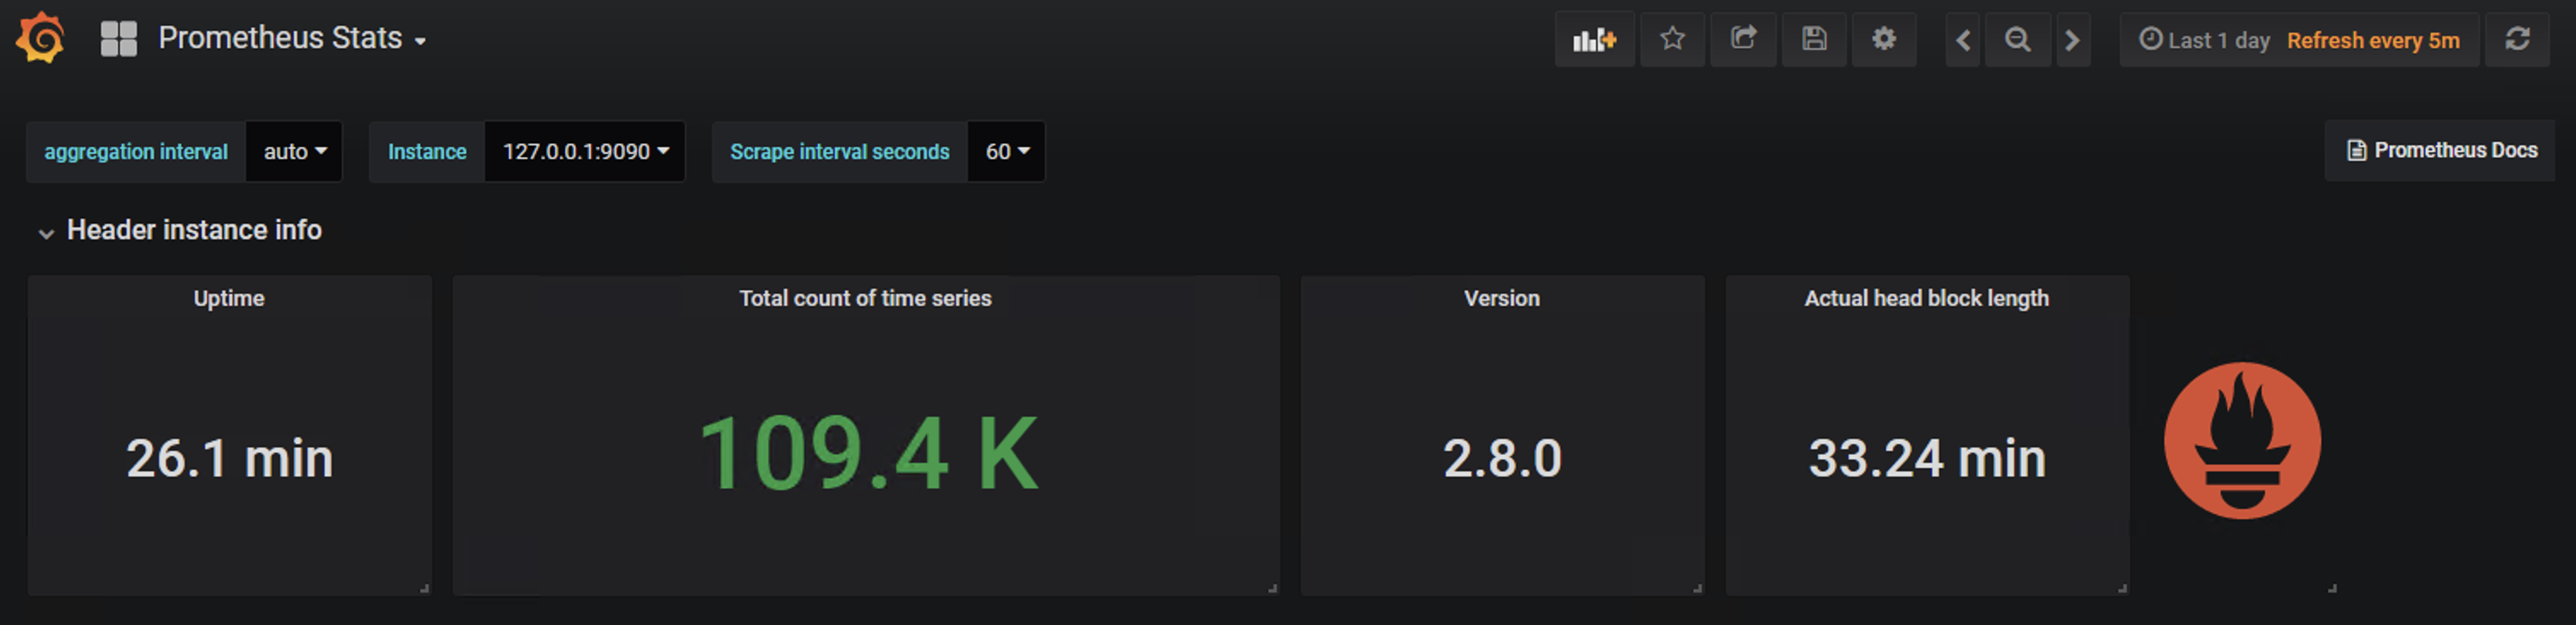 Prometheus Stats
Last 1 day Refresh every 5m
aggregation interval auto Instance 127.0.0.1:9090 Scrape interval seconds 60 Prometheus Docs
Header instance info
Uptime
26.1 min
Total count of time series
109.4 K
Version
2.8.0
Actual head block length
33.24 min